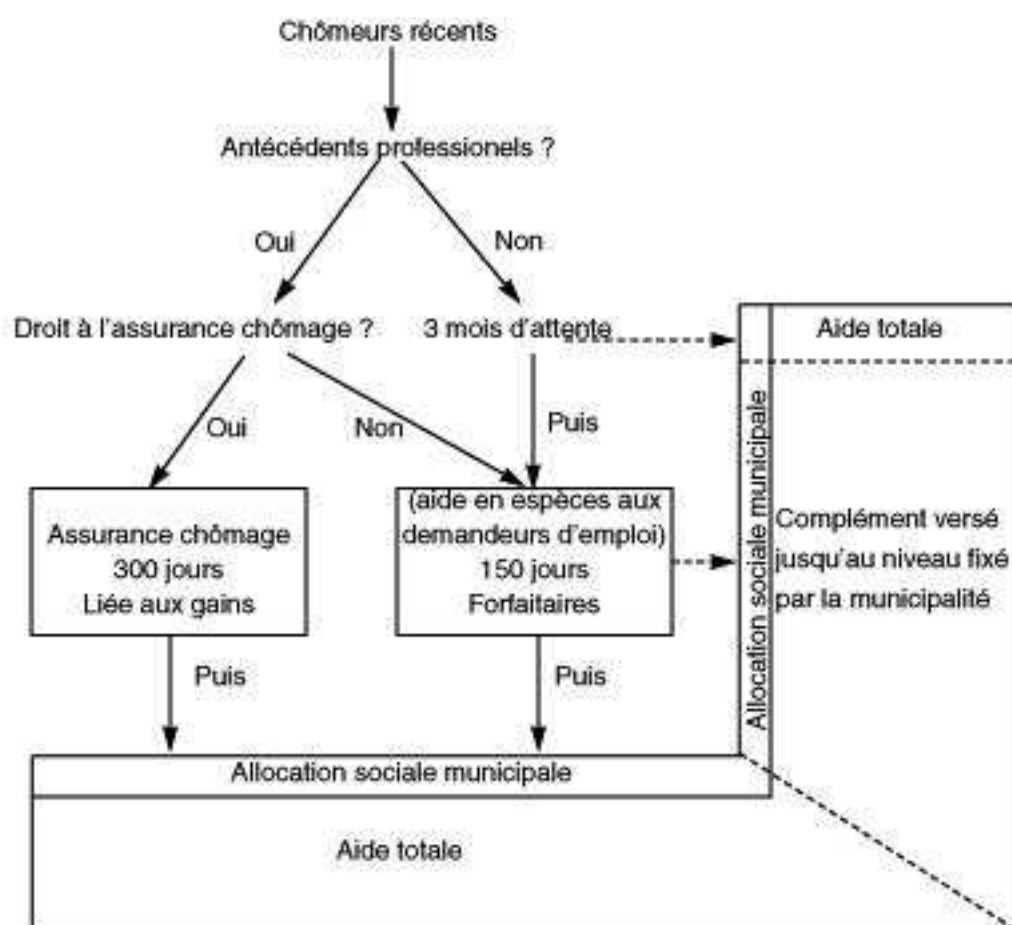 Chômeurs récents
Antécédents professionels ?
Oui
Non
Droit à l'assurance chômage ?
3 mois d'attente
Aide totale
Oui
Non
Puis
Assurance chômage
300 jours
Liée aux gains
(aide en espèces aux
demandeurs d'emploi)
150 jours
Forfaitaires
Allocation sociale municipale
Complément versé
jusqu'au niveau fixé
par la municipalité
Puis
Puis
Allocation sociale municipale
Aide totale